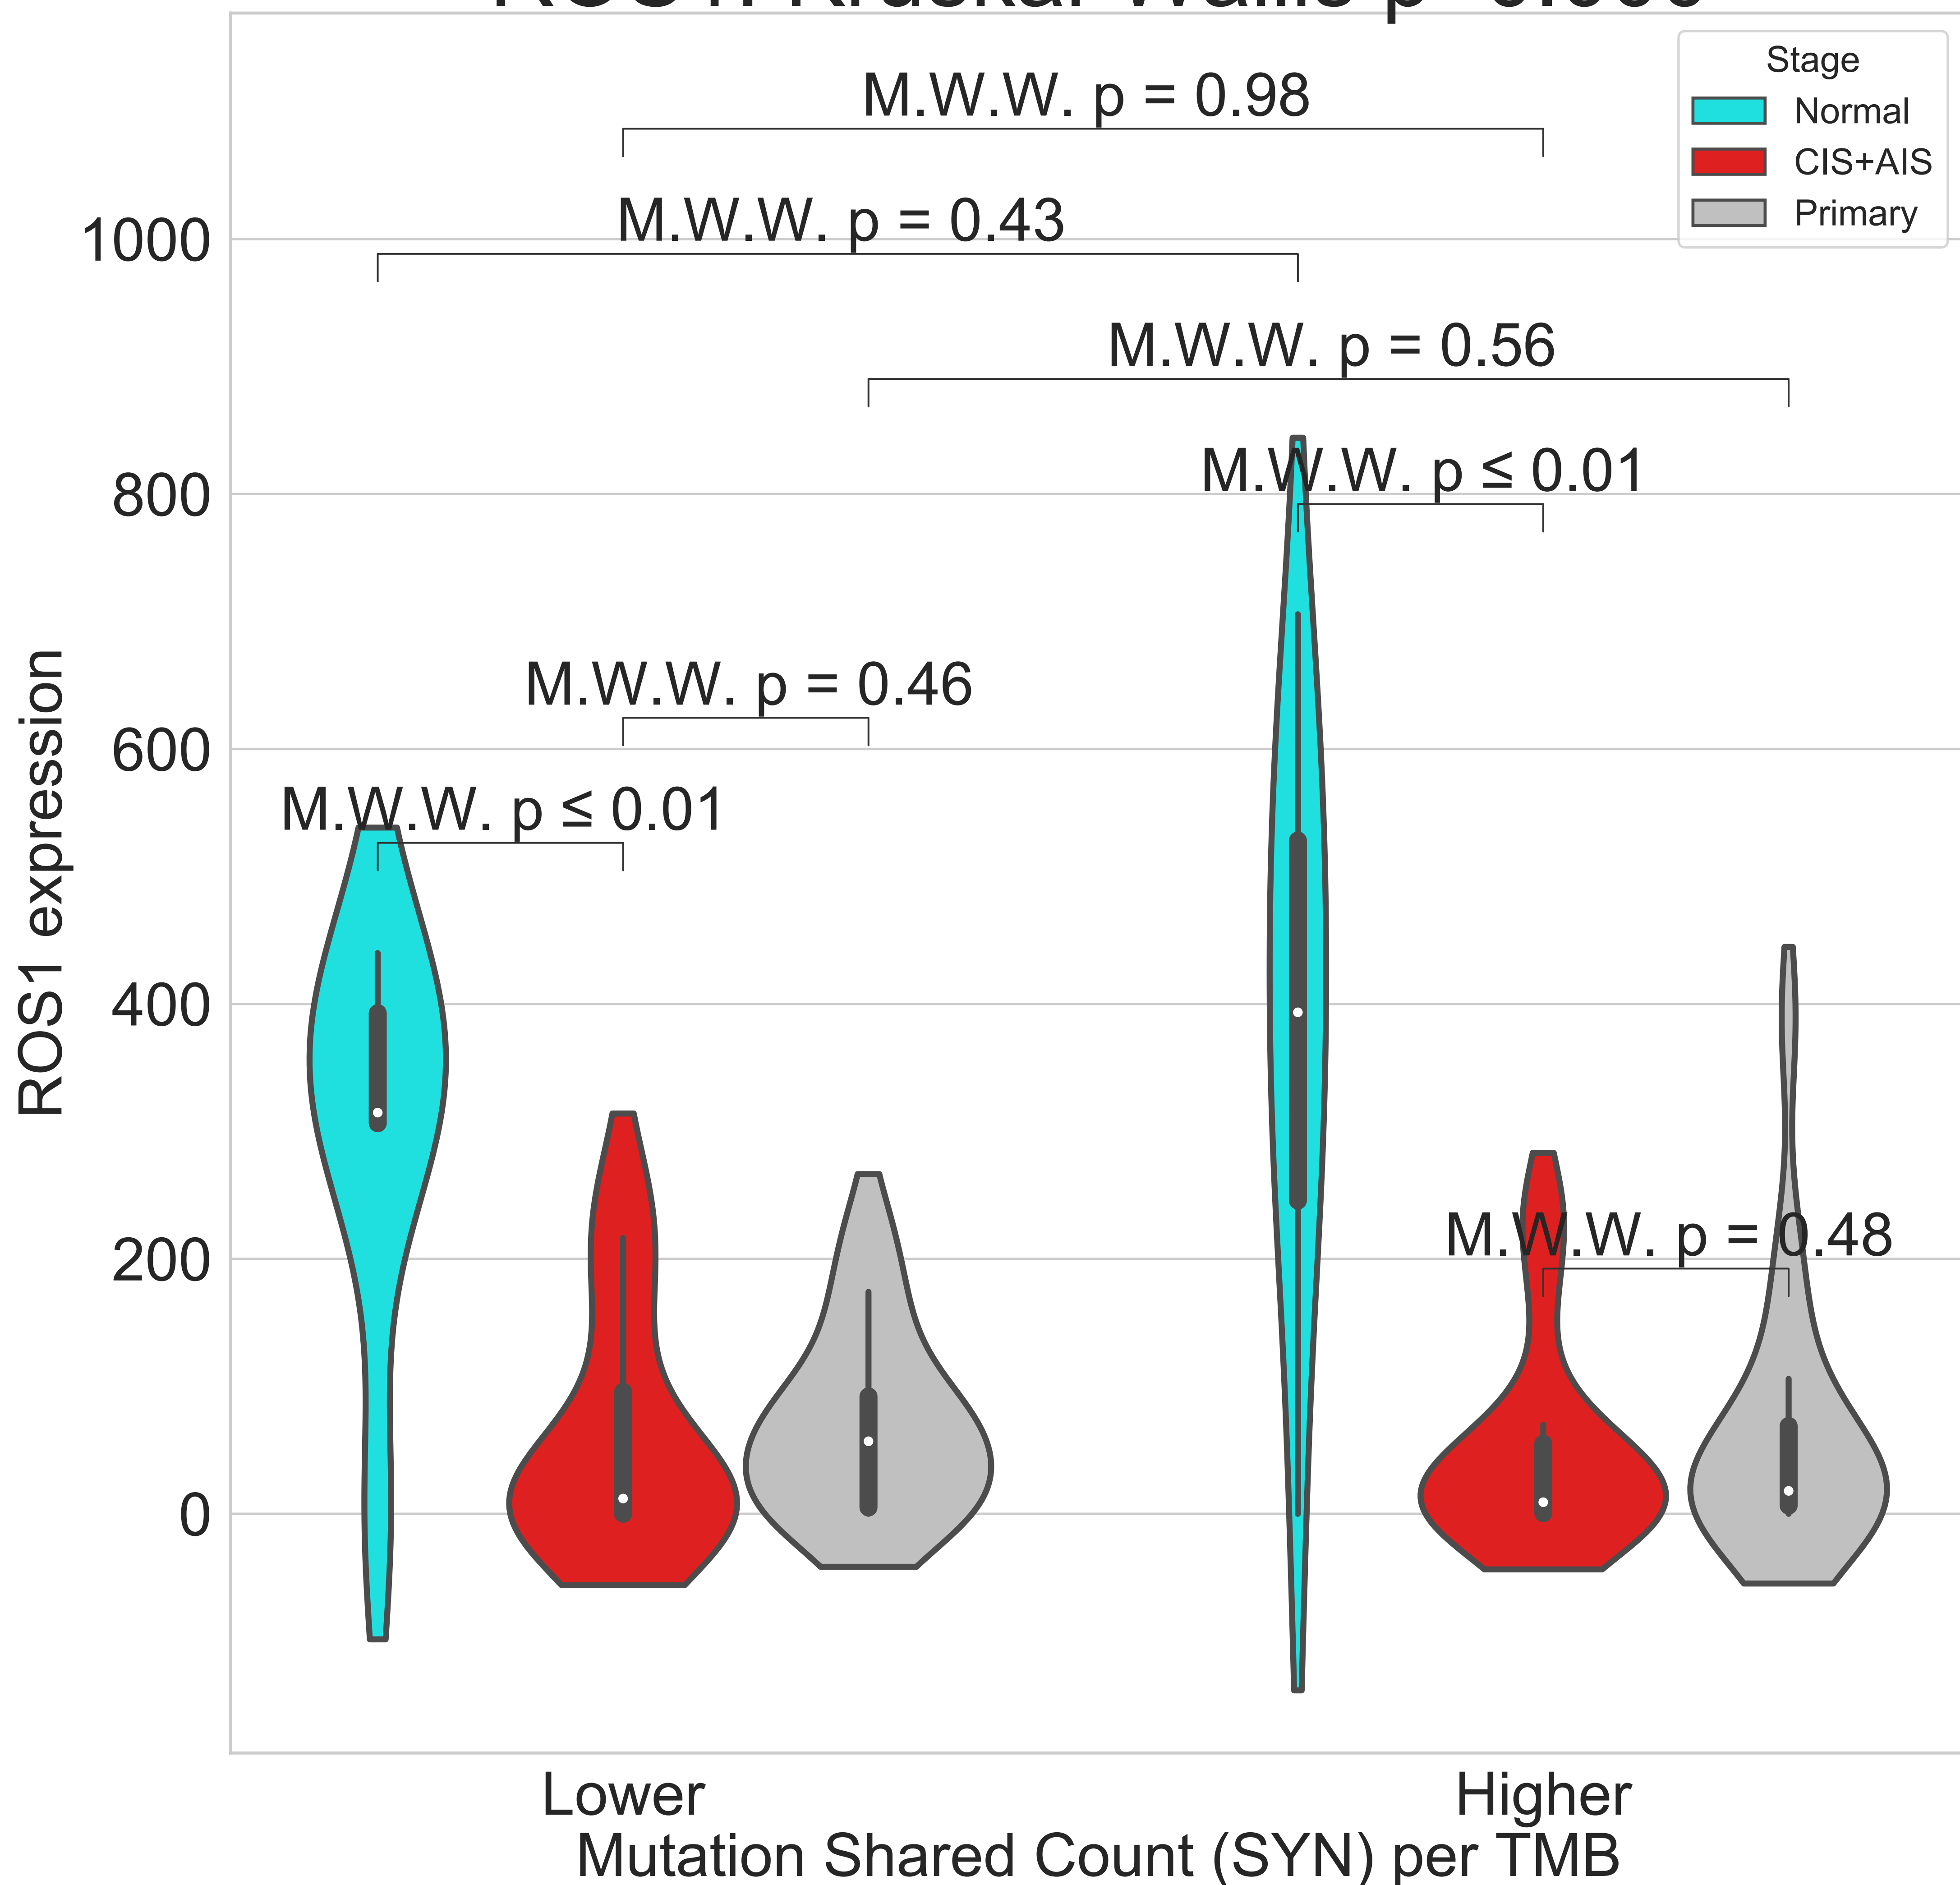 Stage
Normal
CIS+AIS
Primary
M.W.W. p = 0.98
M.W.W. p = 0.43
M.W.W. p = 0.56
M.W.W. p ≤ 0.01
M.W.W. p = 0.46
M.W.W. p ≤ 0.01
M.W.W. p = 0.48
1000
800
600
400
200
0
ROS1 expression
Lower
Higher
Mutation Shared Count (SYN) per TMB